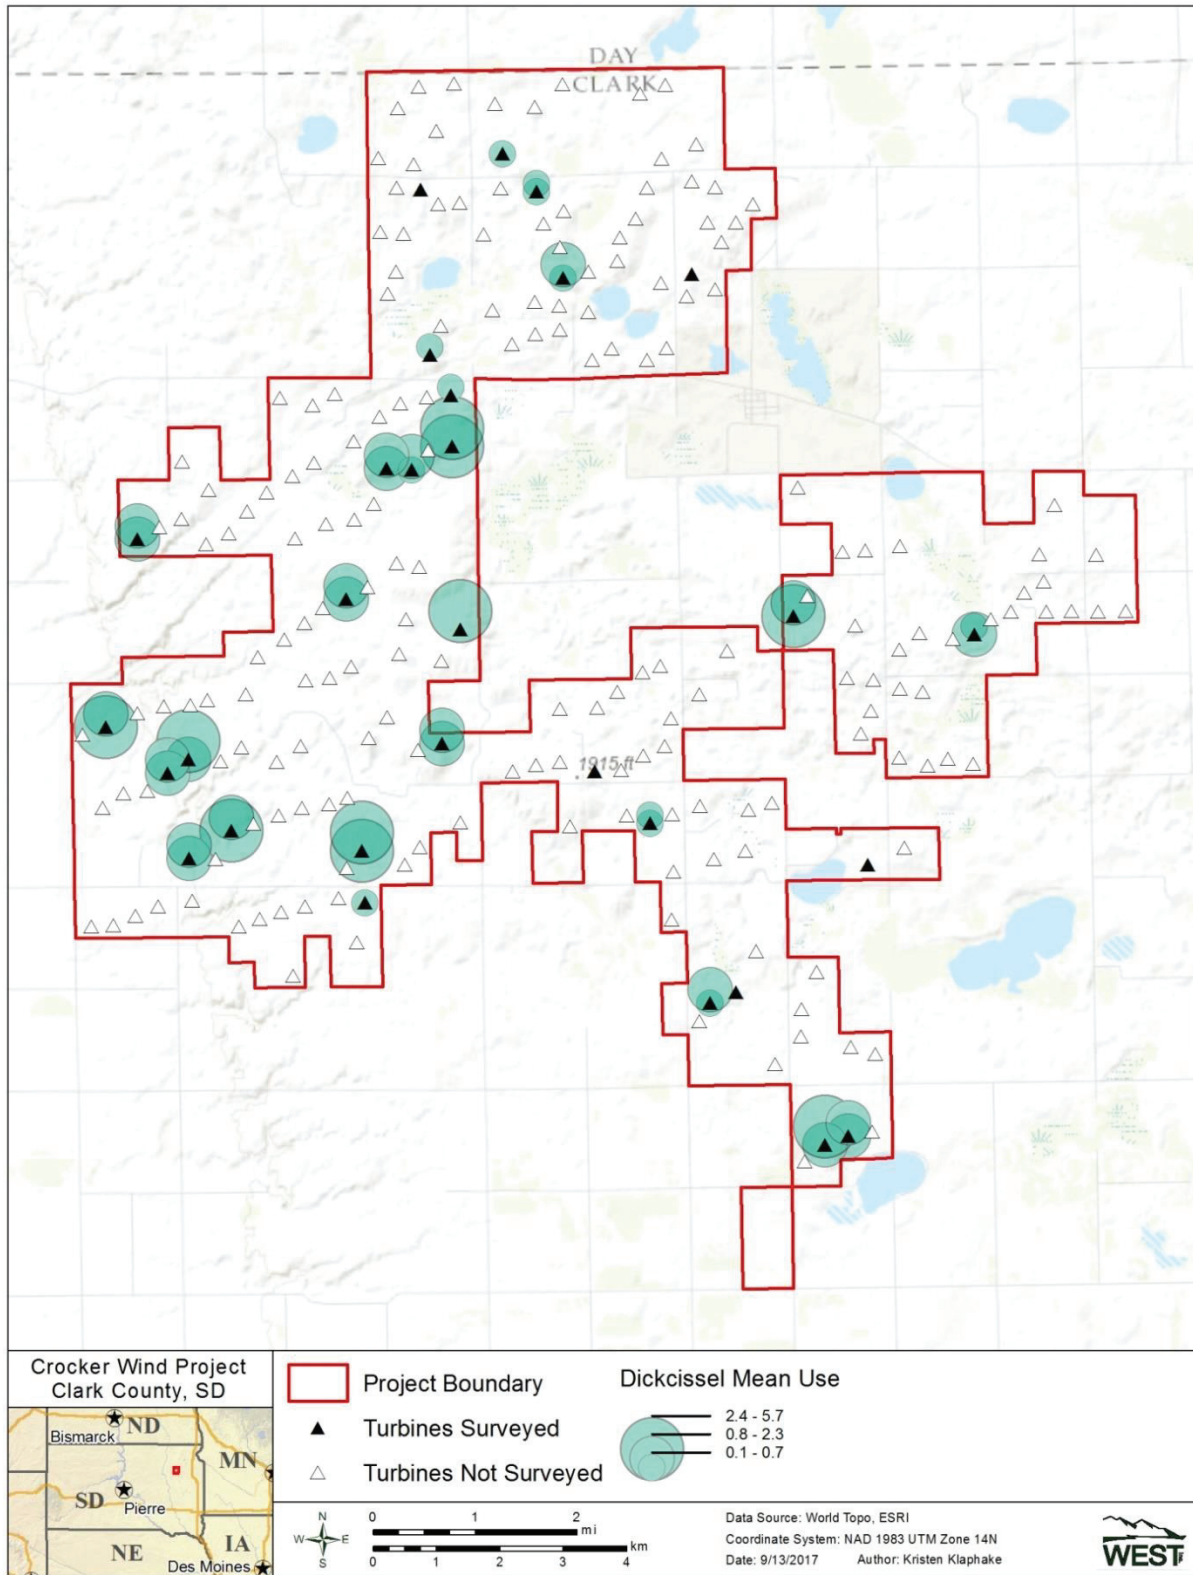 DAY
CLARK
1915 ft
Crocker Wind Project
Clark County, SD
ND
Bismarck
MN
SD
Pierre
NE
IA
Des Moines
Project Boundary
Turbines Surveyed
Turbines Not Surveyed
Dickcissel Mean Use
2.4 - 5.7
0.8 - 2.3
0.1 - 0.7
N
W E
S
0 1 2
mi
km
0 1 2 3 4
Data Source: World Topo, ESRI
Coordinate System: NAD 1983 UTM Zone 14N
Date: 9/13/2017 Author: Kristen Klaphake
WEST